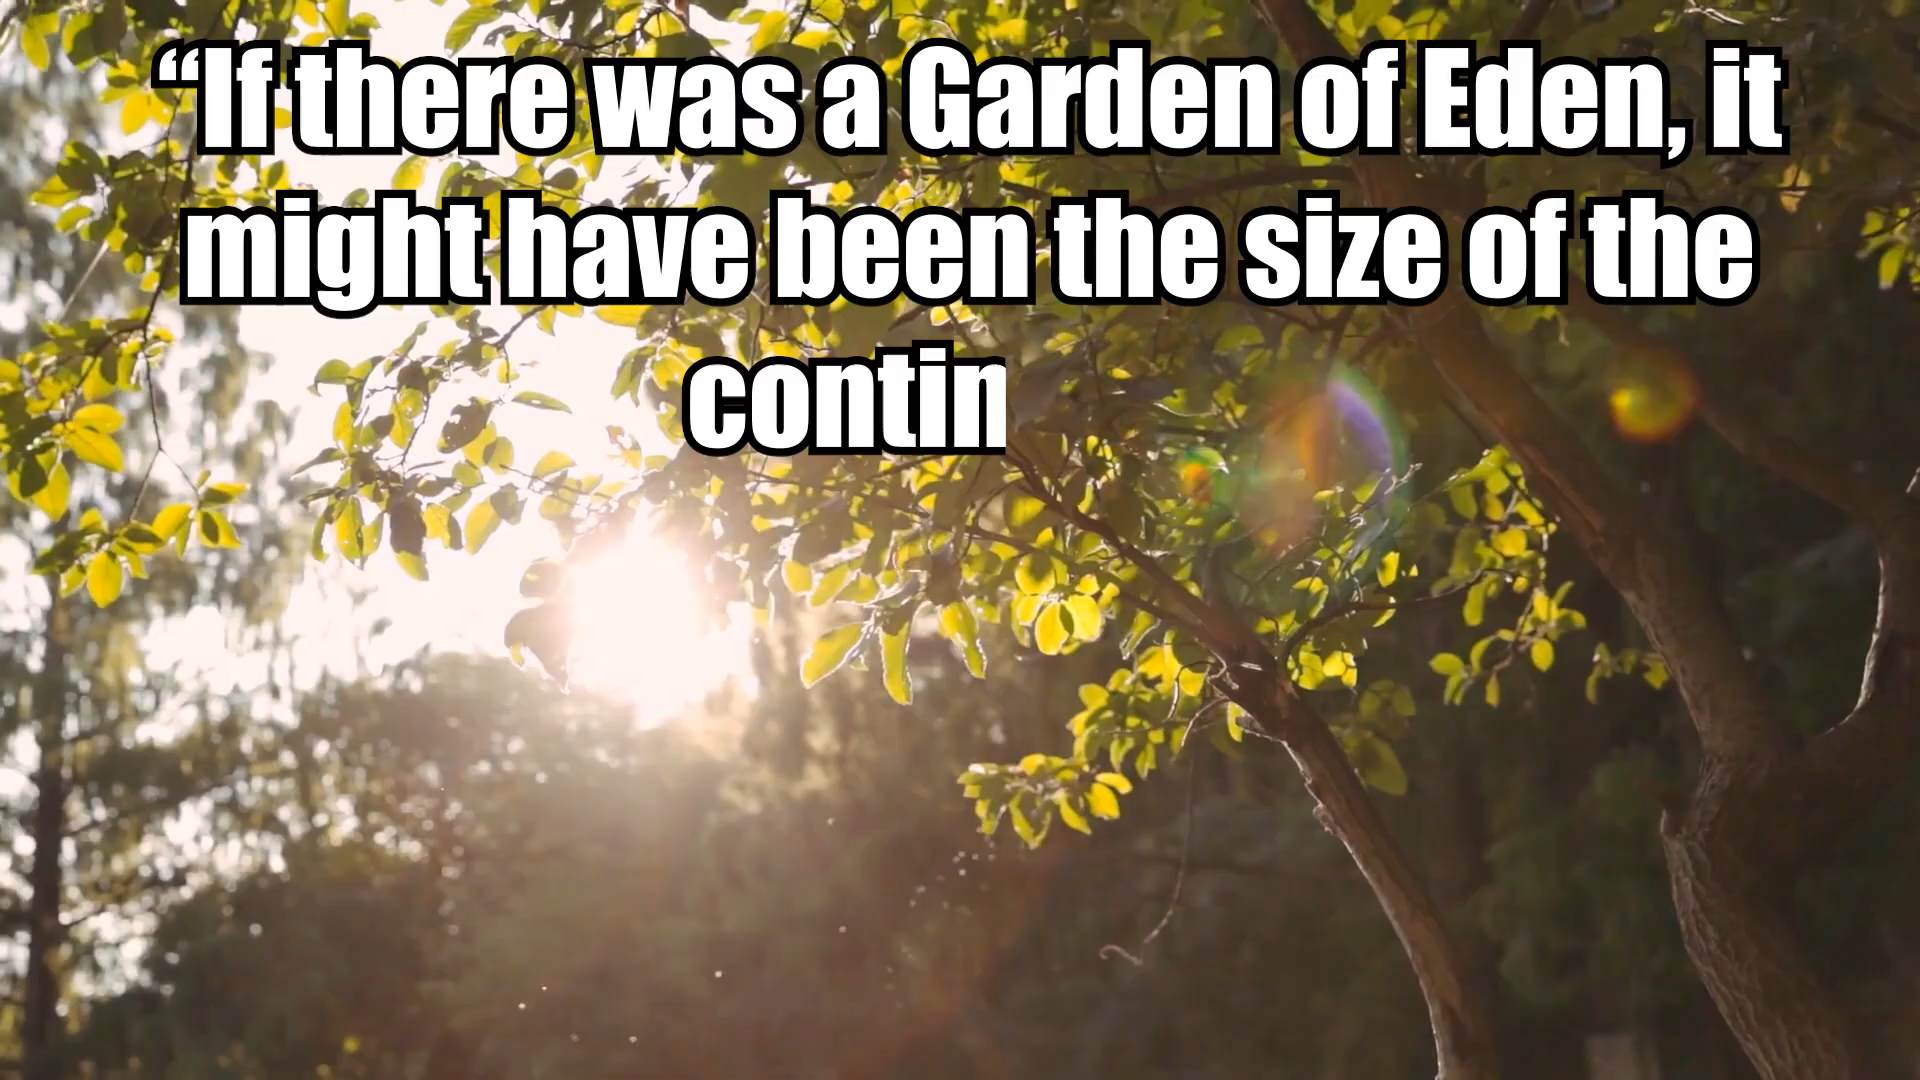 “If there was a Garden of Eden, it
might have been the size of the
contin